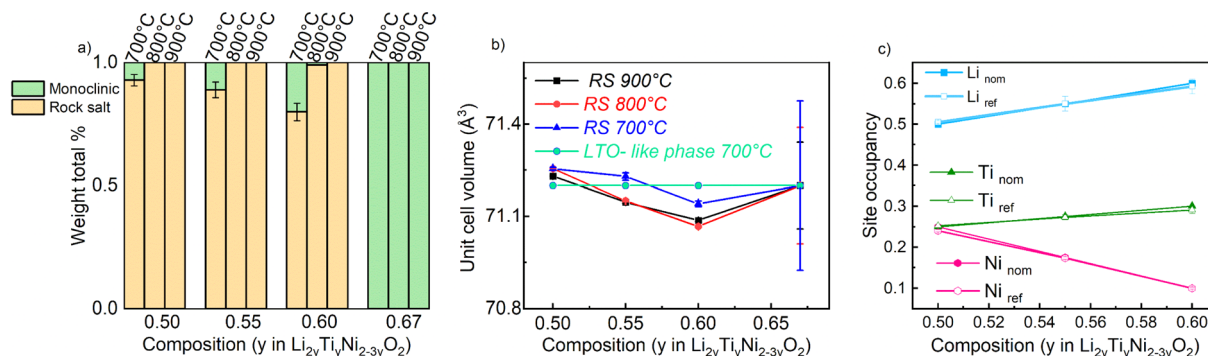 a)
700°C 800°C 900°C 700°C 800°C 900°C 700°C 800°C 900°C 700°C 800°C 900°C
Monoclinic
Rock salt
Weight total %
1.0
0.5
0.0
0.50 0.55 0.60 0.67
Composition (y in Li2yTiyNi2-3yO2)
b)
RS 900°C
RS 800°C
RS 700°C
LTO- like phase 700°C
Unit cell volume (Å3)
71.4
71.1
70.8
0.50 0.55 0.60 0.65
Composition (y in Li2yTiyNi2-3yO2)
c)
Li nom
Li ref
Ti nom
Ti ref
Ni nom
Ni ref
Site occupancy
0.6
0.5
0.4
0.3
0.2
0.1
0.50 0.52 0.54 0.56 0.58 0.60
Composition (y in Li2yTiyNi2-3yO2)